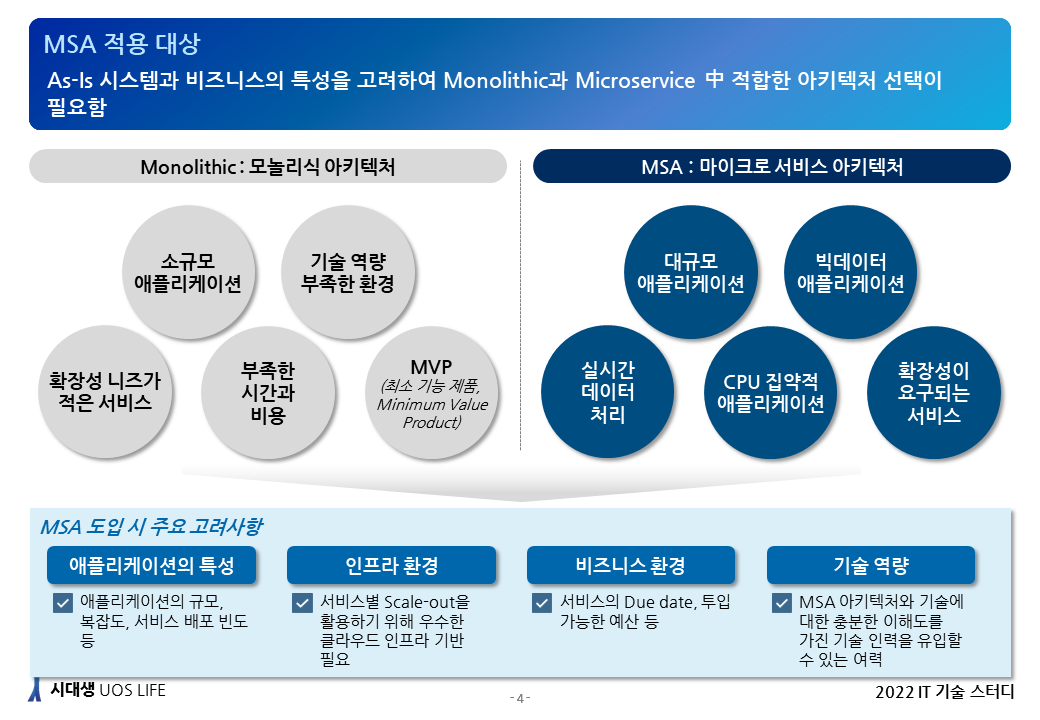 MSA 적용 대상
As-Is 시스템과 비즈니스의 특성을 고려하여 Monolithic과 Microservice 中 적합한 아키텍처 선택이
필요함
Monolithic : 모놀리식 아키텍처
MSA : 마이크로 서비스 아키텍처
소규모
애플리케이션
기술 역량
부족한 환경
확장성 니즈가
적은 서비스
부족한
시간과
비용
MVP
(최소 기능 제품,
Minimum Value
Product)
대규모
애플리케이션
빅데이터
애플리케이션
실시간
데이터
처리
CPU 집약적
애플리케이션
확장성이
요구되는
서비스
MSA 도입 시 주요 고려사항
애플리케이션의 특성
애플리케이션의 규모,
복잡도, 서비스 배포 빈도
등
인프라 환경
서비스별 Scale-out을
활용하기 위해 우수한
클라우드 인프라 기반
필요
비즈니스 환경
서비스의 Due date, 투입
가능한 예산 등
기술 역량
MSA 아키텍처와 기술에
대한 충분한 이해도를
가진 기술 인력을 유입할
수 있는 여력
시대생 UOS LIFE
- 4 -
2022 IT 기술 스터디